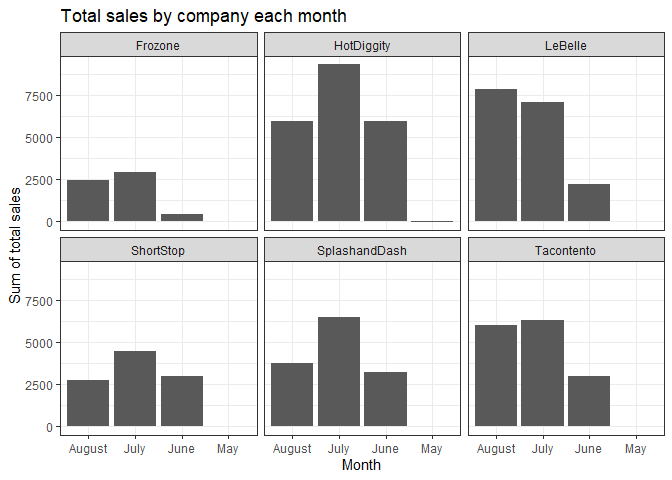 Total sales by company each month
Frozone
HotDiggity
LeBelle
7500
5000
2500
0
ShortStop
SplashandDash
Tacontento
7500
5000
2500
0
August July June May
August July June May
August July June May
Month
Sum of total sales